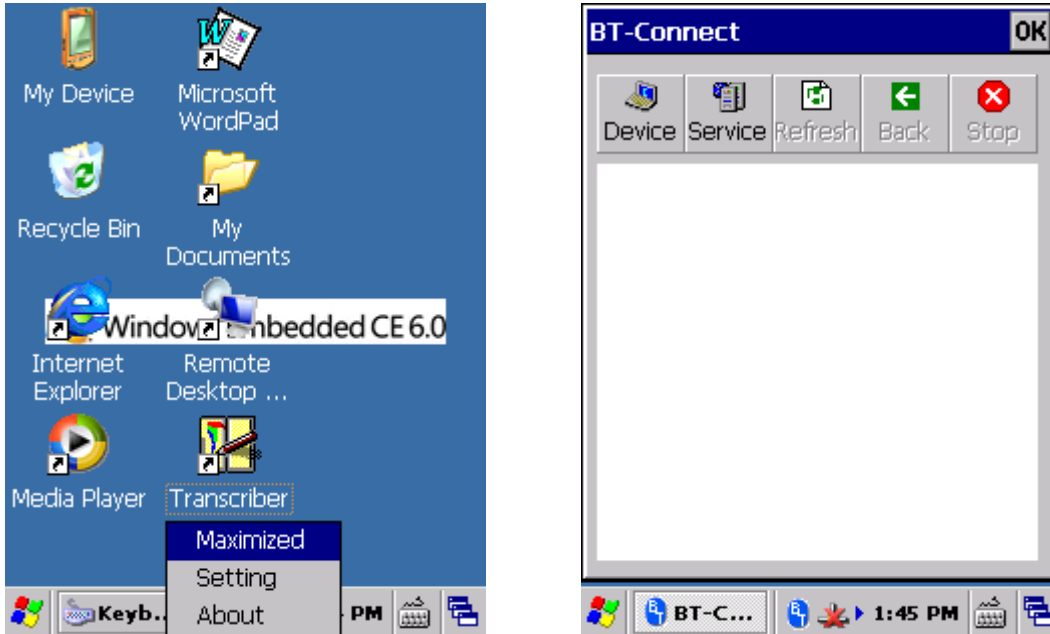 My Device
Microsoft
WordPad
Recycle Bin
My
Documents
Windows Embedded CE 6.0
Internet
Explorer
Remote
Desktop ...
Media Player
Transcriber
Maximized
Setting
About
Keyb..
PM
BT-Connect
OK
Device
Service
Refresh
Back
Stop
BT-C...
1:45 PM